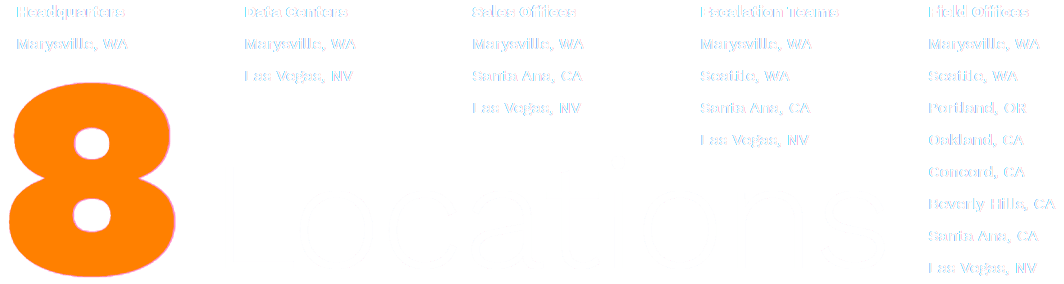 Headquarters
Marysville, WA
Data Centers
Marysville, WA
Las Vegas, NV
Sales Offices
Marysville, WA
Santa Ana, CA
Las Vegas, NV
Escalation Teams
Marysville, WA
Seattle, WA
Santa Ana, CA
Las Vegas, NV
Field Offices
Marysville, WA
Seattle, WA
Portland, OR
Oakland, CA
Concord, CA
Beverly Hills, CA
Santa Ana, CA
Las Vegas, NV
8